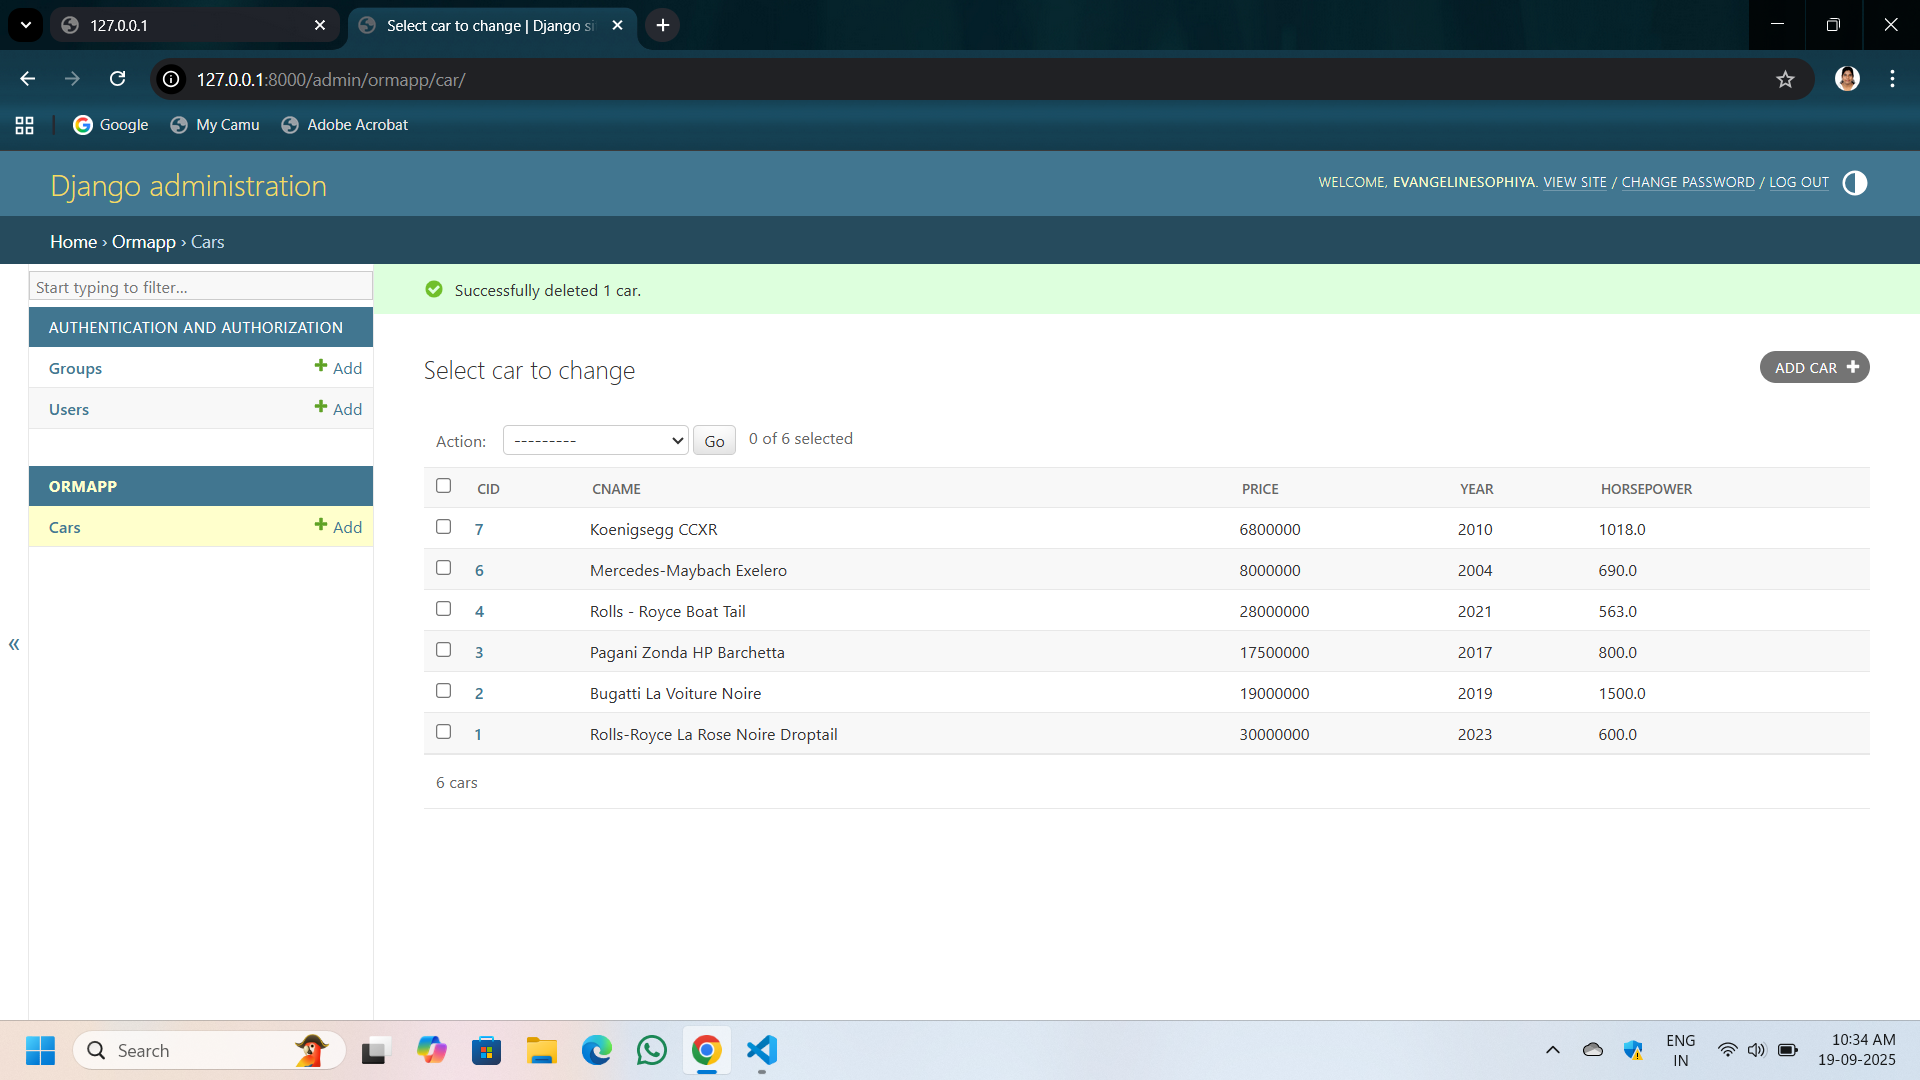 127.0.0.1
Select car to change | Django si
127.0.0.1:8000/admin/ormapp/car/
Google
My Camu
Adobe Acrobat
Django administration
WELCOME, EVANGELINESOPHIYA. VIEW SITE / CHANGE PASSWORD / LOG OUT
Home › Ormapp › Cars
Start typing to filter...
AUTHENTICATION AND AUTHORIZATION
Groups + Add
Users + Add
ORMAPP
Cars + Add
«
Successfully deleted 1 car.
Select car to change
ADD CAR +
Action: --------- Go 0 of 6 selected
CID CNAME PRICE YEAR HORSEPOWER
7 Koenigsegg CCXR 6800000 2010 1018.0
6 Mercedes-Maybach Exelero 8000000 2004 690.0
4 Rolls - Royce Boat Tail 28000000 2021 563.0
3 Pagani Zonda HP Barchetta 17500000 2017 800.0
2 Bugatti La Voiture Noire 19000000 2019 1500.0
1 Rolls-Royce La Rose Noire Droptail 30000000 2023 600.0
6 cars
Search
ENG
IN
10:34 AM
19-09-2025